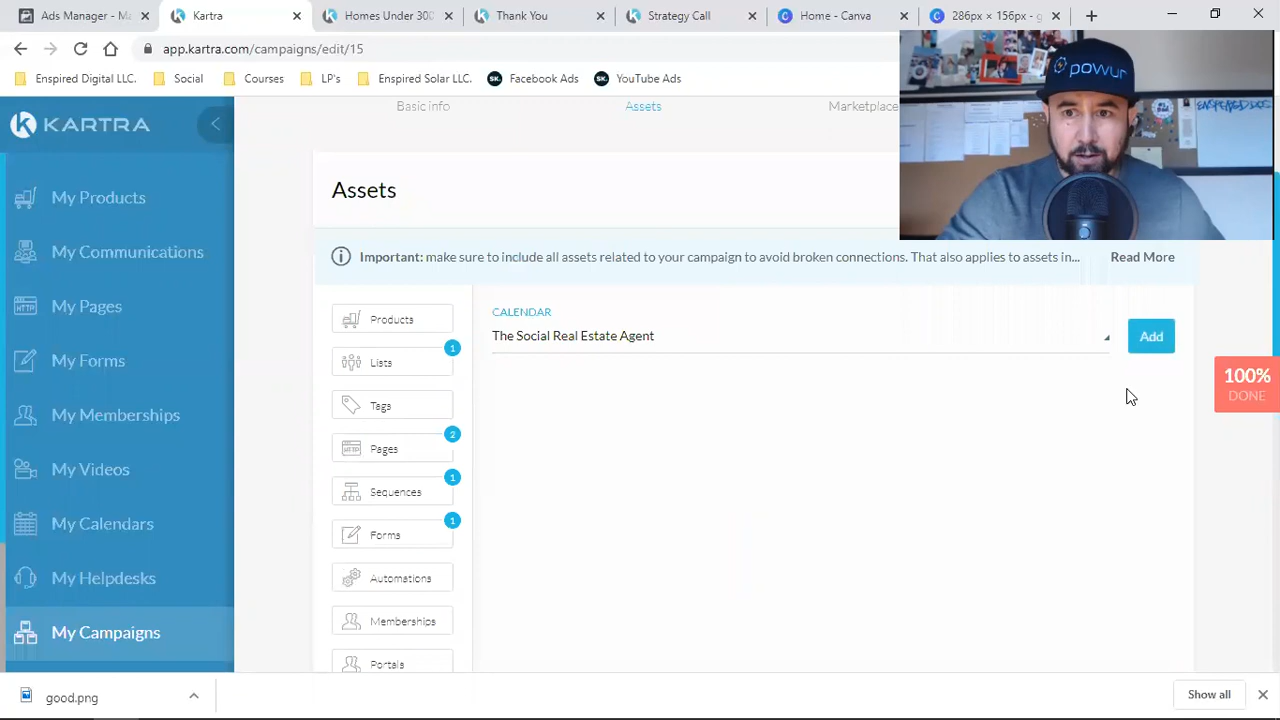 Ads Manager - Ma
Kartra
Homes Under 300
Thank You
Strategy Call
Home - Canva
286px × 156px - g
app.kartra.com/campaigns/edit/15
Enspired Digital LLC.
Social
Courses
LP's
Enspired Solar LLC.
SK.
Facebook Ads
SK.
YouTube Ads
powur
KARTRA
Basic info
Assets
Marketplace
My Products
My Communications
My Pages
My Forms
My Memberships
My Videos
My Calendars
My Helpdesks
My Campaigns
Assets
Important: make sure to include all assets related to your campaign to avoid broken connections. That also applies to assets in...
Read More
Products
Lists
1
Tags
Pages
2
Sequences
1
Forms
1
Automations
Memberships
Portals
CALENDAR
The Social Real Estate Agent
Add
100%
DONE
good.png
Show all